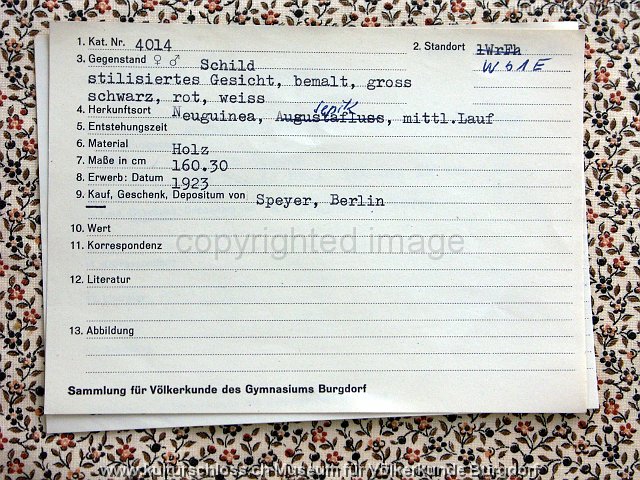 1. Kat. Nr. 4014 2. Standort 1WrFh
3. Gegenstand ♀ ♂ Schild W 5 1 E
stilisiertes Gesicht, bemalt, gross
schwarz, rot, weiss
4. Herkunftsort Neuguinea, Augustafluss, Sepik mittl.Lauf
5. Entstehungszeit
6. Material Holz
7. Maße in cm 160.30
8. Erwerb: Datum 1923
9. Kauf, Geschenk, Depositum von Speyer, Berlin
10. Wert
11. Korrespondenz
copyrighted image
12. Literatur
13. Abbildung
Sammlung für Völkerkunde des Gymnasiums Burgdorf
www.kulturschloss.ch Museum für Völkerkunde Burgdorf